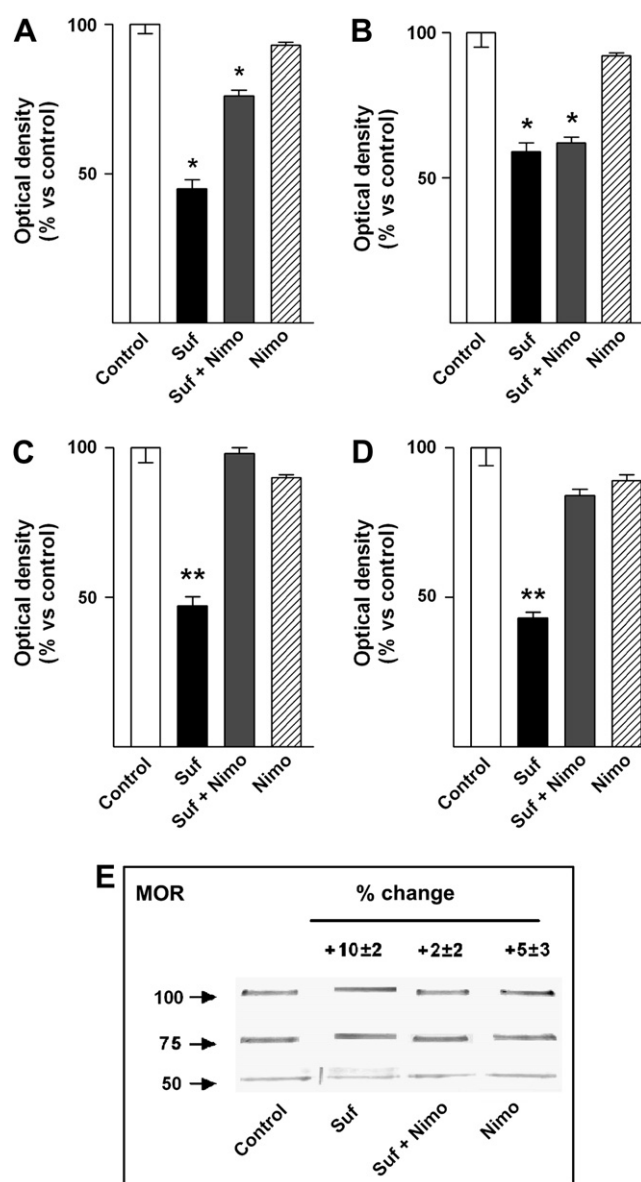 A
Optical density
(% vs control)
100
50
*
*
Control
Suf
Suf + Nimo
Nimo
B
Optical density
(% vs control)
100
50
*
*
Control
Suf
Suf + Nimo
Nimo
C
Optical density
(% vs control)
100
50
**
Control
Suf
Suf + Nimo
Nimo
D
Optical density
(% vs control)
100
50
**
Control
Suf
Suf + Nimo
Nimo
E
MOR
% change
+10±2 +2±2 +5±3
100
75
50
Control
Suf
Suf + Nimo
Nimo